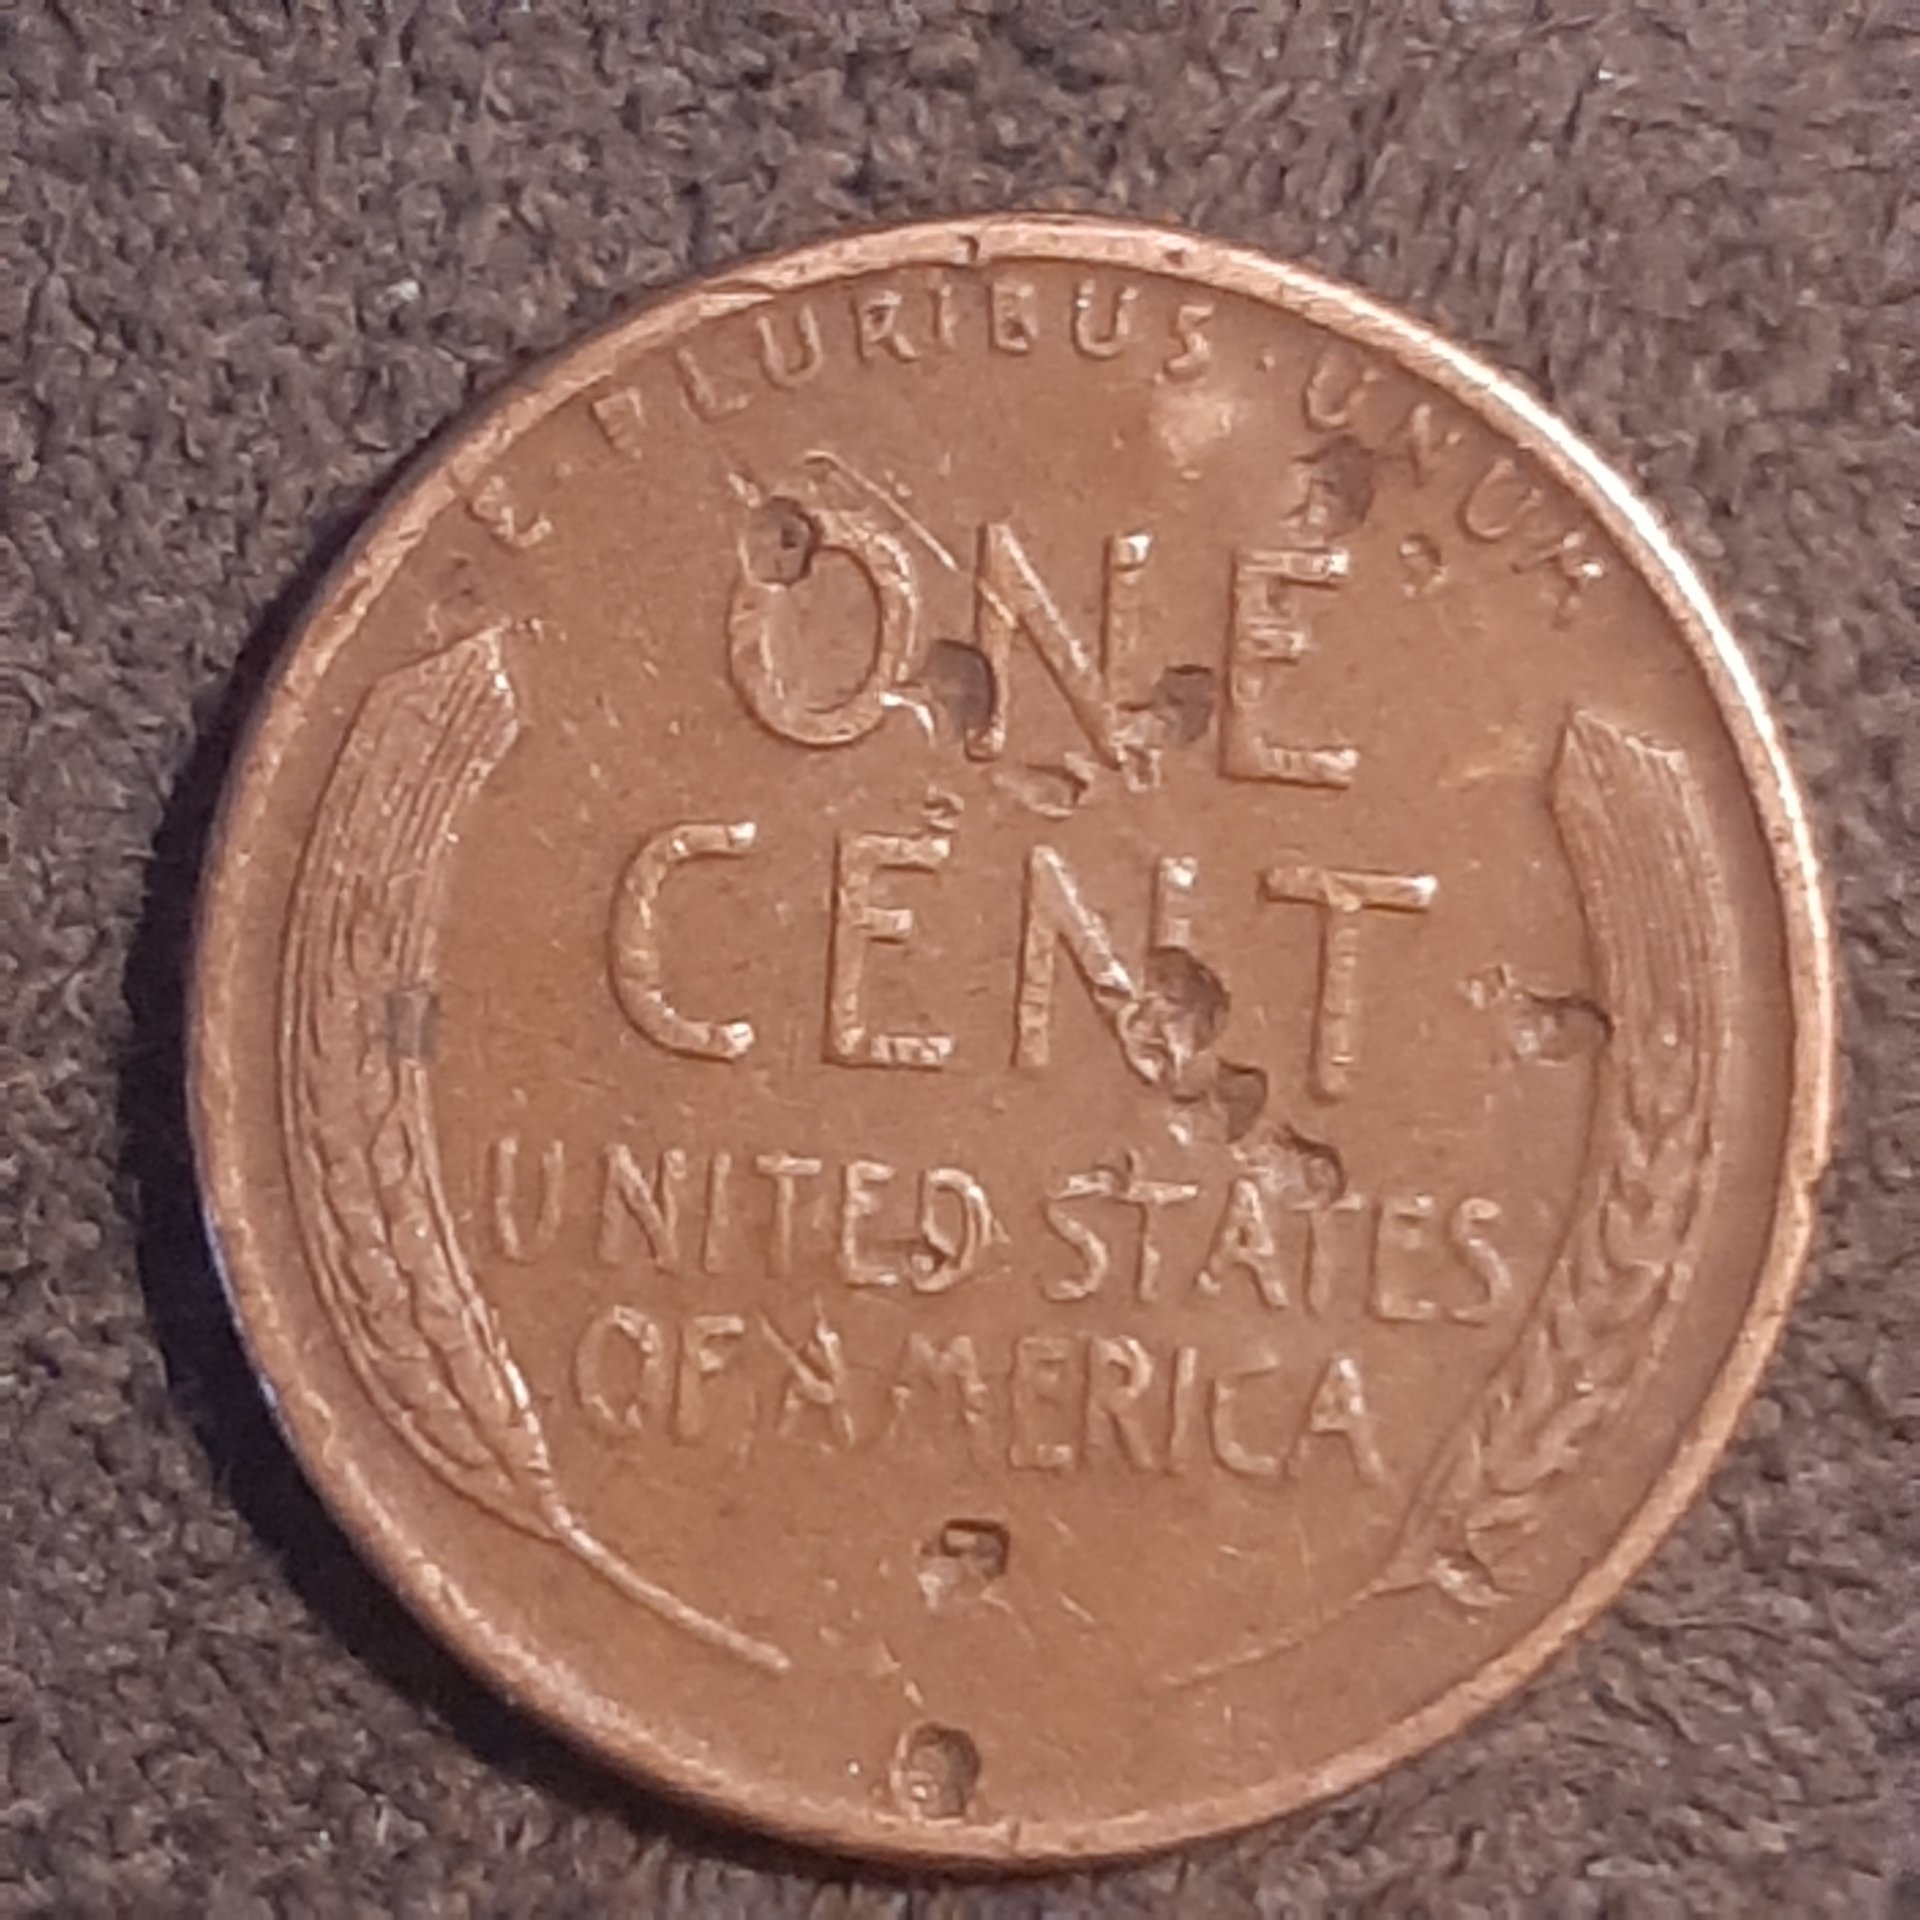 E · PLURIBUS · UNUM
ONE
CENT
UNITED STATES
OF AMERICA